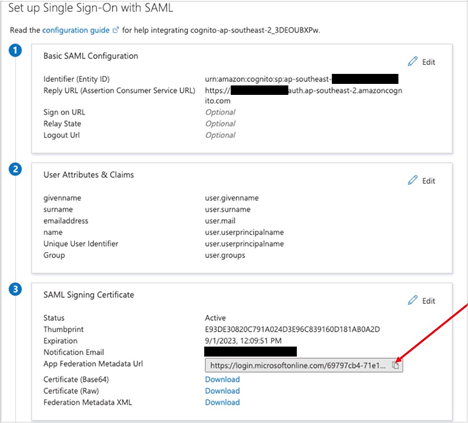 Set up Single Sign-On with SAML
Read the configuration guide for help integrating cognito-ap-southeast-2_3DEOUBXPw.
1
Basic SAML Configuration
Edit
Identifier (Entity ID) urn:amazon:cognito:sp:ap-southeast-
Reply URL (Assertion Consumer Service URL) https:// auth.ap-southeast-2.amazoncogn
ito.com
Sign on URL Optional
Relay State Optional
Logout Url Optional
2
User Attributes & Claims
Edit
givenname user.givenname
surname user.surname
emailaddress user.mail
name user.userprincipalname
Unique User Identifier user.userprincipalname
Group user.groups
3
SAML Signing Certificate
Edit
Status Active
Thumbprint E93DE30820C791A024D3E96C839160D181AB0A2D
Expiration 9/1/2023, 12:09:51 PM
Notification Email
App Federation Metadata Url https://login.microsoftonline.com/69797cb4-71e1...
Certificate (Base64) Download
Certificate (Raw) Download
Federation Metadata XML Download